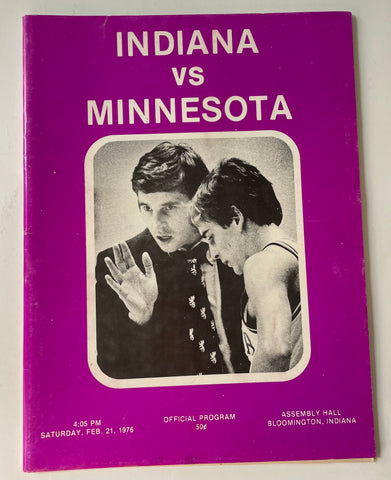 INDIANA
VS
MINNESOTA
4:05 PM
SATURDAY, FEB. 21, 1976
OFFICIAL PROGRAM
50¢
ASSEMBLY HALL
BLOOMINGTON, INDIANA